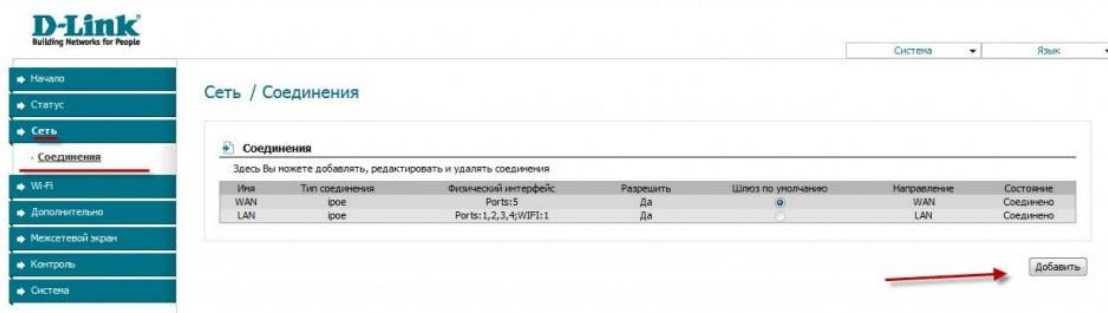 D-Link
Building Networks for People
Система Язык
Начало
Статус
Сеть
- Соединения
Wi-Fi
Дополнительно
Межсетевой экран
Контроль
Система
Сеть / Соединения
Соединения
Здесь Вы можете добавлять, редактировать и удалять соединения
Имя Тип соединения Физический интерфейс Разрешить Шлюз по умолчанию Направление Состояние
WAN ipoe Ports:5 Да WAN Соединено
LAN ipoe Ports:1,2,3,4;WIFI:1 Да LAN Соединено
Добавить